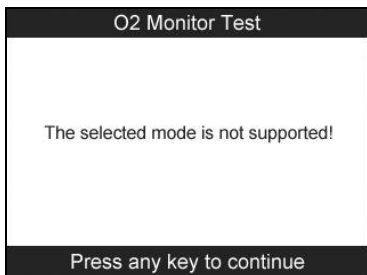 O2 Monitor Test
The selected mode is not supported!
Press any key to continue